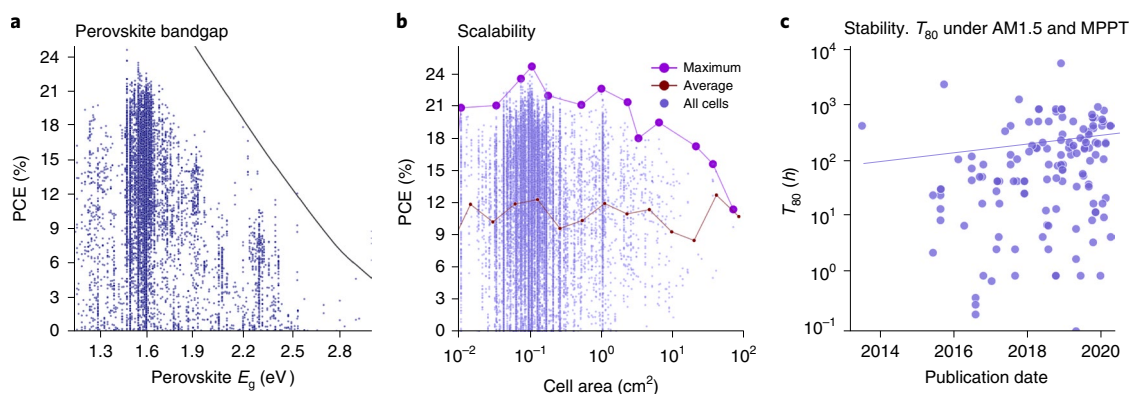 a
Perovskite bandgap
24
21
18
15
12
9
6
3
0
PCE (%)
1.3 1.6 1.9 2.2 2.5 2.8
Perovskite Eg (eV)
b
Scalability
Maximum
Average
All cells
24
21
18
15
12
9
6
3
0
PCE (%)
10⁻² 10⁻¹ 10⁰ 10¹ 10²
Cell area (cm²)
c
Stability. T80 under AM1.5 and MPPT
10⁴
10³
10²
10¹
10⁰
10⁻¹
T80 (h)
2014 2016 2018 2020
Publication date